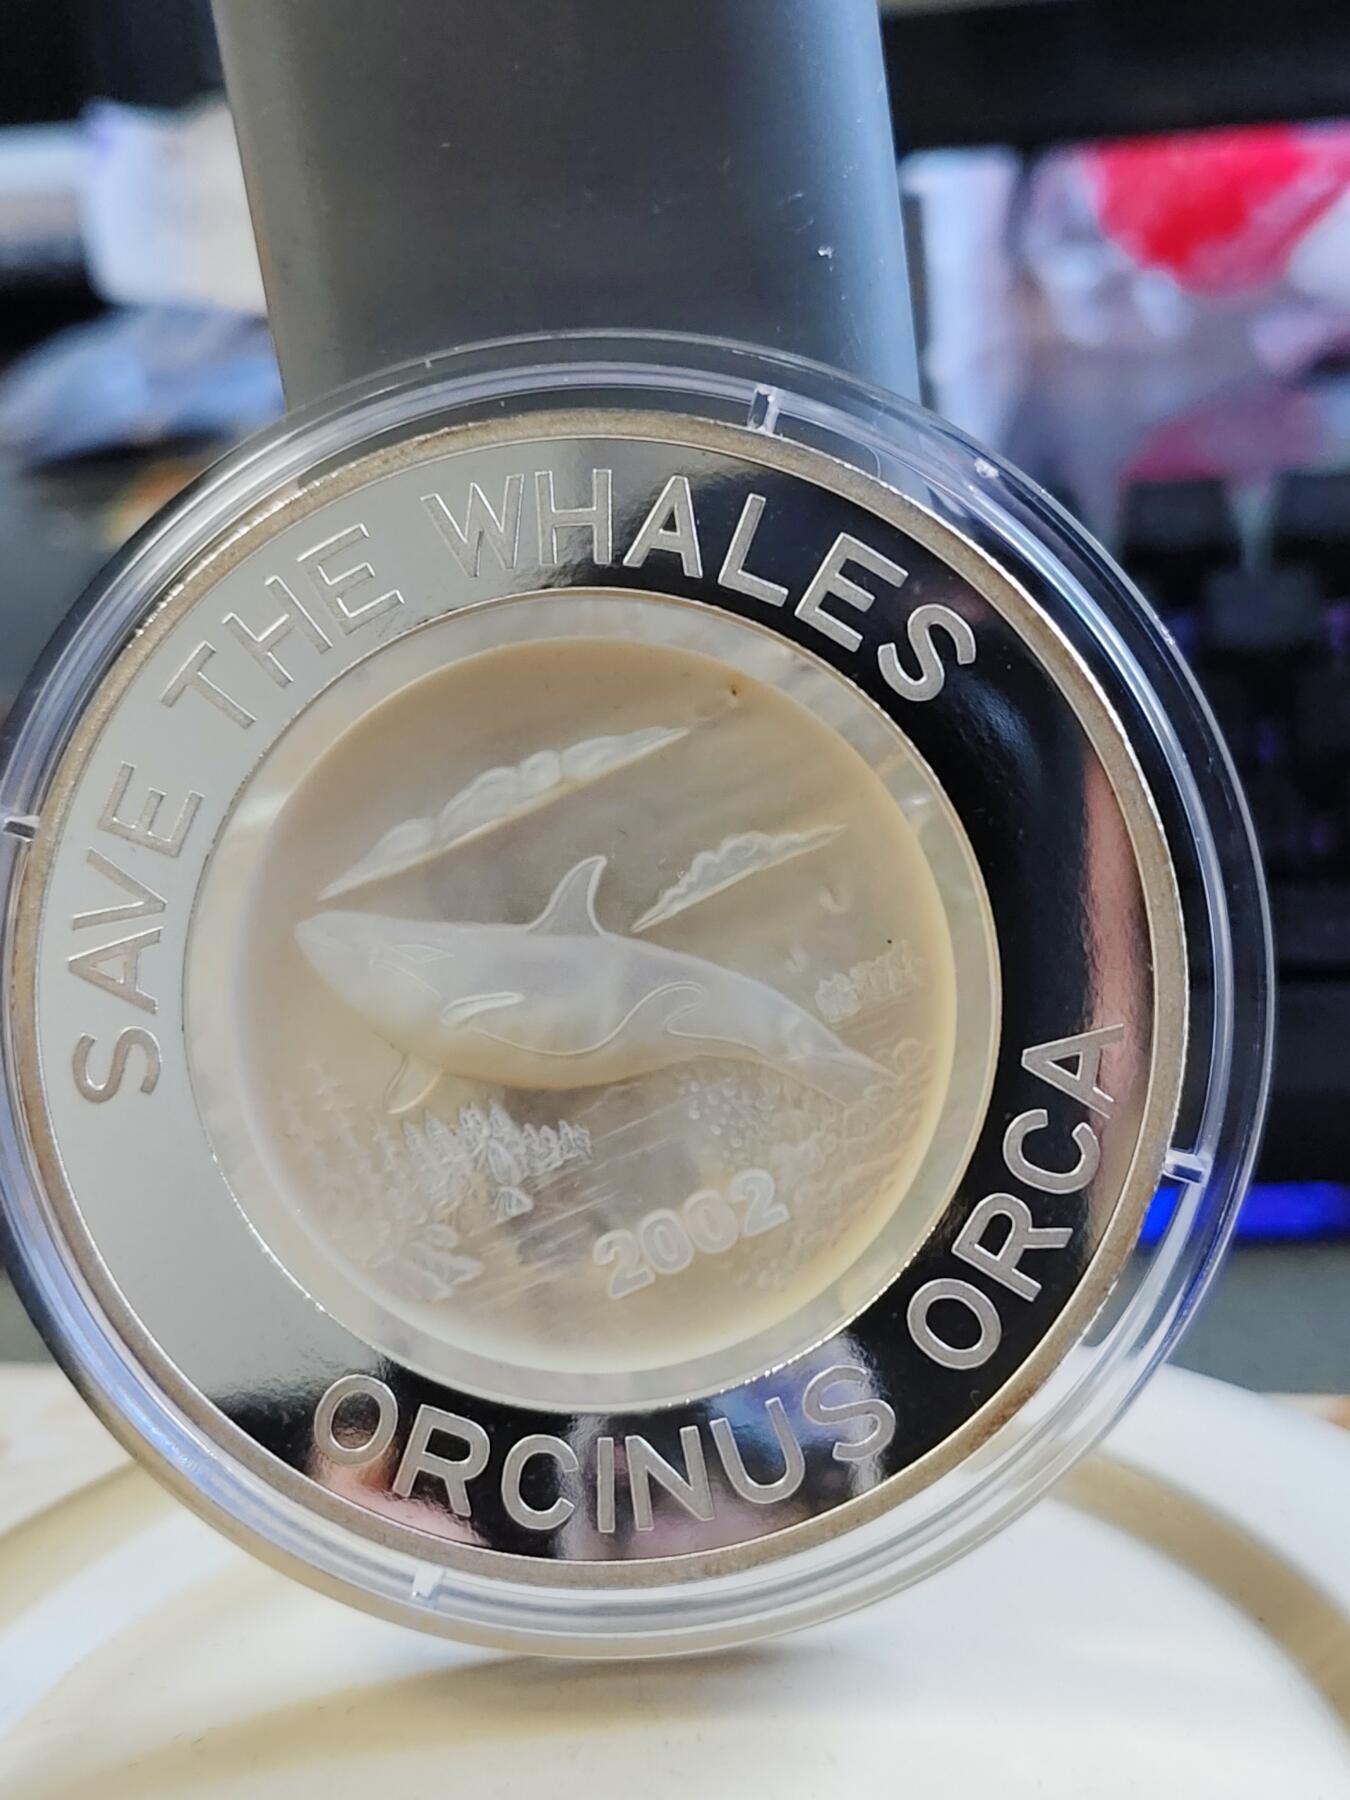 SAVE THE WHALES
2002
ORCINUS ORCA